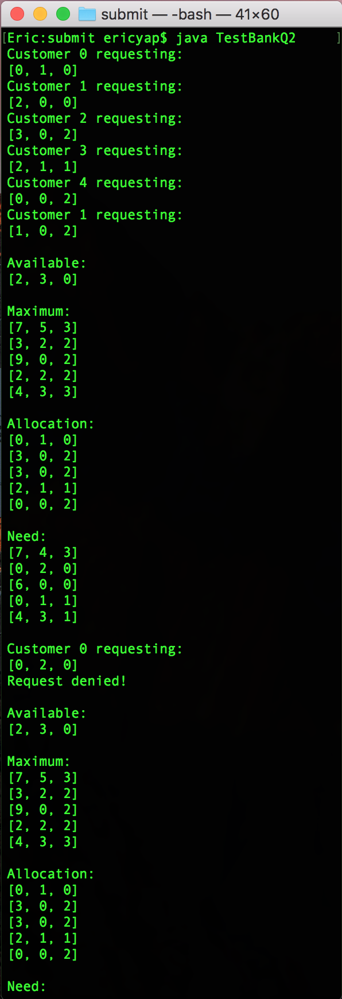 submit — -bash — 41×60
[Eric:submit ericyap$ java TestBankQ2 ]
Customer 0 requesting:
[0, 1, 0]
Customer 1 requesting:
[2, 0, 0]
Customer 2 requesting:
[3, 0, 2]
Customer 3 requesting:
[2, 1, 1]
Customer 4 requesting:
[0, 0, 2]
Customer 1 requesting:
[1, 0, 2]
Available:
[2, 3, 0]
Maximum:
[7, 5, 3]
[3, 2, 2]
[9, 0, 2]
[2, 2, 2]
[4, 3, 3]
Allocation:
[0, 1, 0]
[3, 0, 2]
[3, 0, 2]
[2, 1, 1]
[0, 0, 2]
Need:
[7, 4, 3]
[0, 2, 0]
[6, 0, 0]
[0, 1, 1]
[4, 3, 1]
Customer 0 requesting:
[0, 2, 0]
Request denied!
Available:
[2, 3, 0]
Maximum:
[7, 5, 3]
[3, 2, 2]
[9, 0, 2]
[2, 2, 2]
[4, 3, 3]
Allocation:
[0, 1, 0]
[3, 0, 2]
[3, 0, 2]
[2, 1, 1]
[0, 0, 2]
Need: